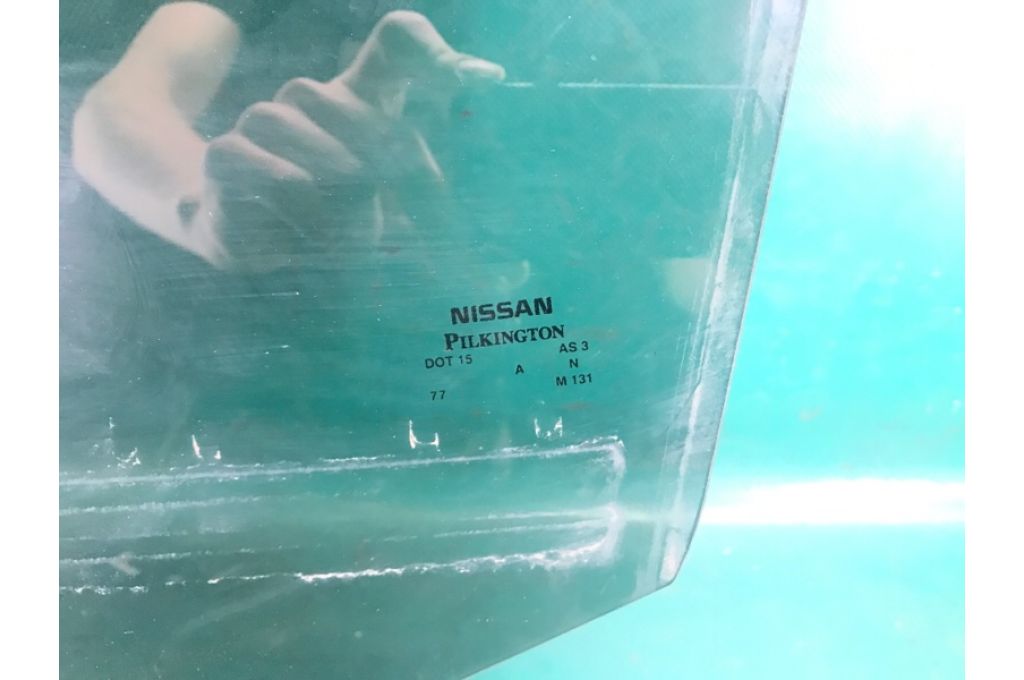 NISSAN
PILKINGTON
DOT 15 AS 3
A N
77 M 131